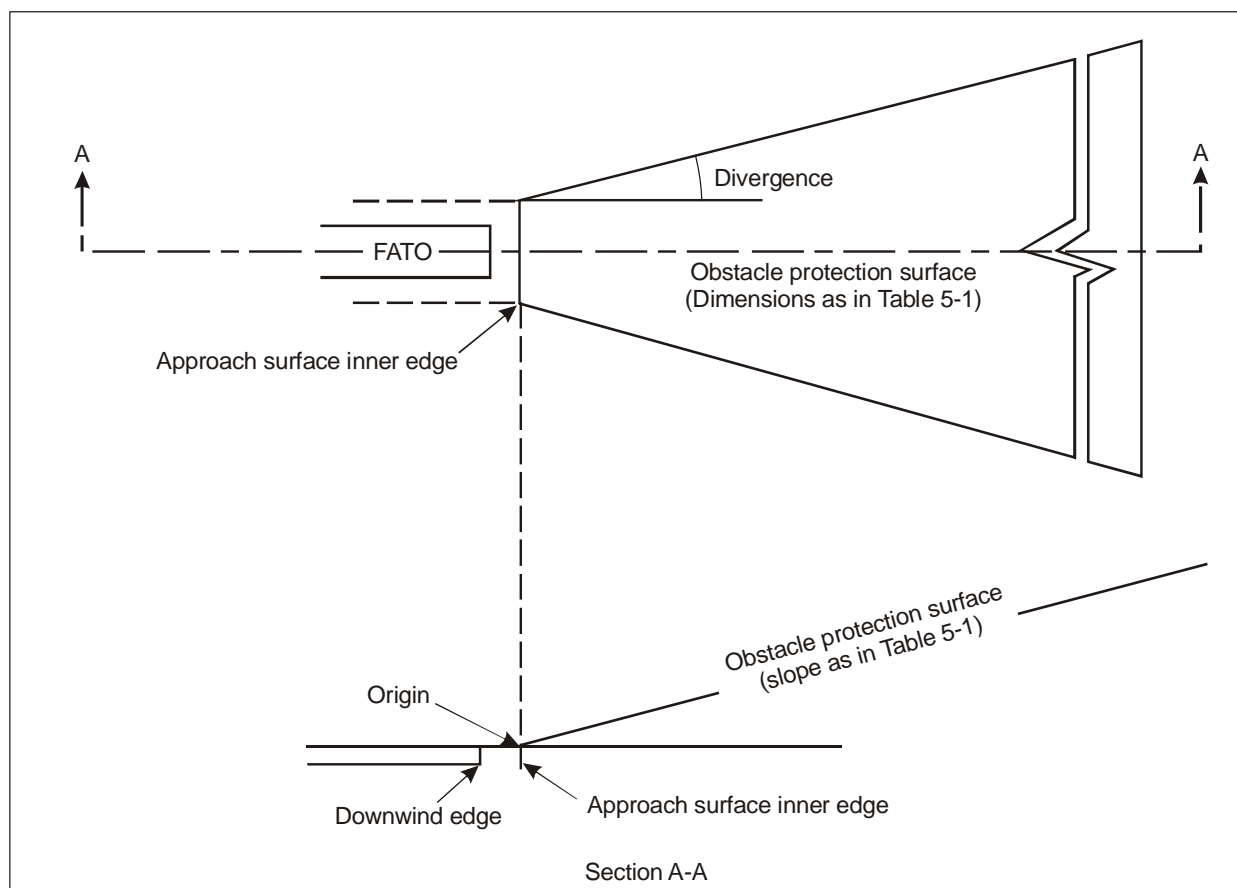 A
A
Divergence
FATO
Obstacle protection surface
(Dimensions as in Table 5-1)
Approach surface inner edge
Obstacle protection surface
(slope as in Table 5-1)
Origin
Downwind edge
Approach surface inner edge
Section A-A